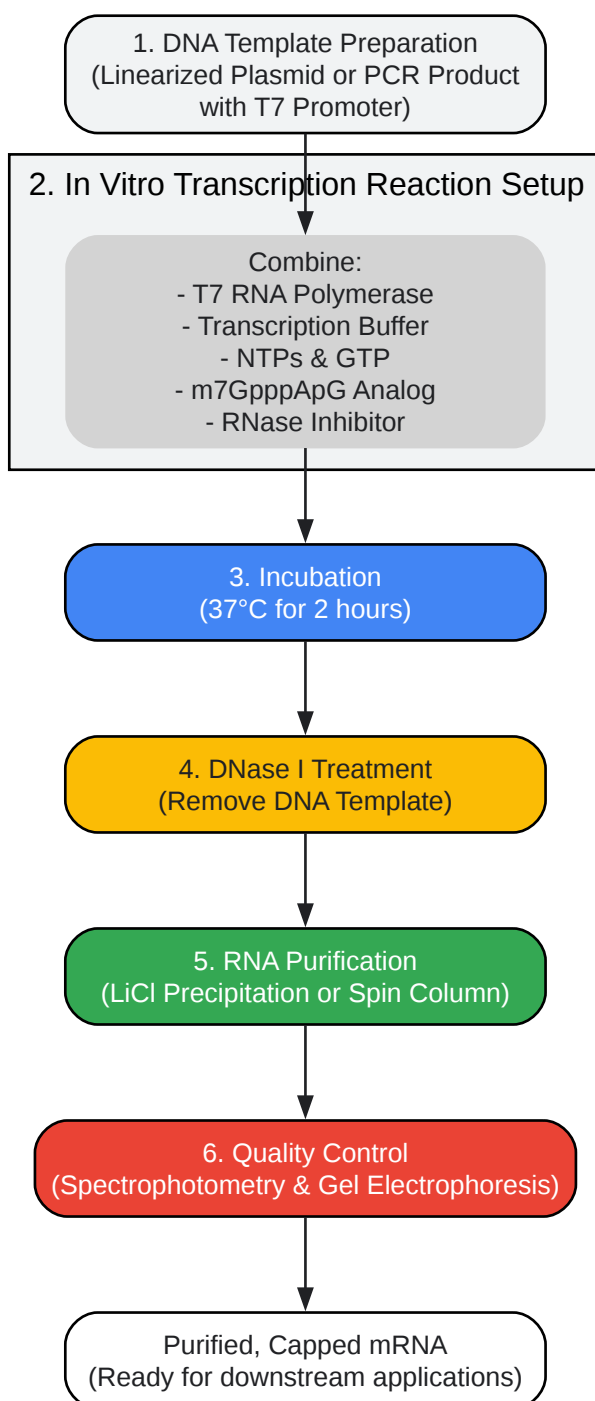 1. DNA Template Preparation
(Linearized Plasmid or PCR Product
with T7 Promoter)
2. In Vitro Transcription Reaction Setup
Combine:
- T7 RNA Polymerase
- Transcription Buffer
- NTPs & GTP
- m7GpppApG Analog
- RNase Inhibitor
3. Incubation
(37°C for 2 hours)
4. DNase I Treatment
(Remove DNA Template)
5. RNA Purification
(LiCl Precipitation or Spin Column)
6. Quality Control
(Spectrophotometry & Gel Electrophoresis)
Purified, Capped mRNA
(Ready for downstream applications)